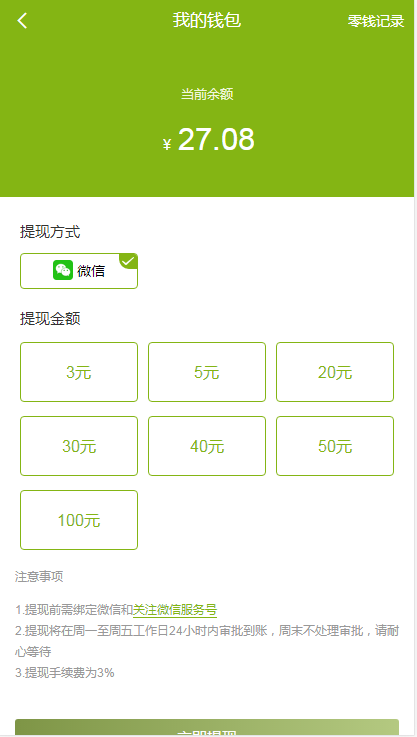 我的钱包 零钱记录
当前余额
¥ 27.08
提现方式
微信
提现金额
3元 5元 20元
30元 40元 50元
100元
注意事项
1.提现前需绑定微信和关注微信服务号
2.提现将在周一至周五工作日24小时内审批到账，周末不处理审批，请耐
心等待
3.提现手续费为3%
立即提现